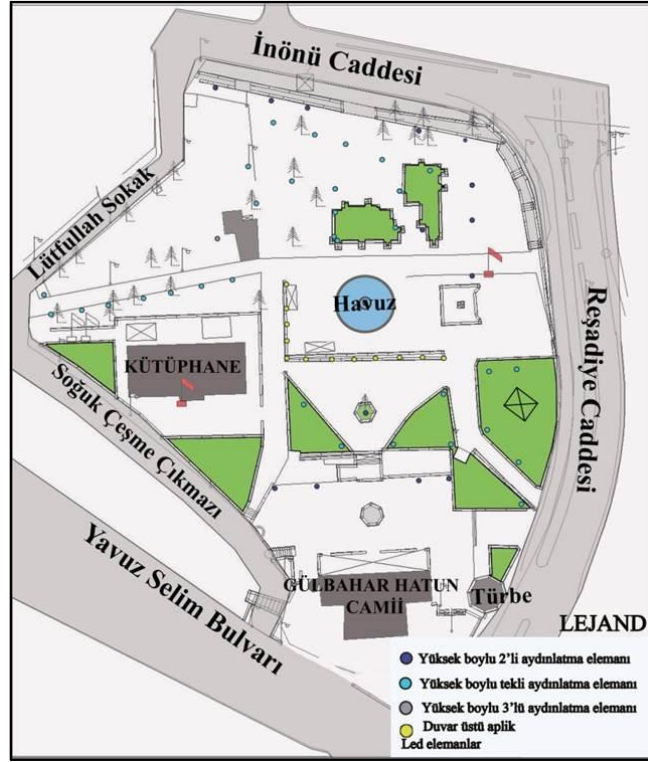 İnönü Caddesi
Lütfullah Sokak
Havuz
Reşadiye Caddesi
KÜTÜPHANE
Soğuk Çeşme Çıkmazı
Yavuz Selim Bulvarı
GÜLBAHAR HATUN
CAMİİ
Türbe
LEJAND
Yüksek boylu 2'li aydınlatma elemanı
Yüksek boylu tekli aydınlatma elemanı
Yüksek boylu 3'lü aydınlatma elemanı
Duvar üstü aplik
Led elemanlar